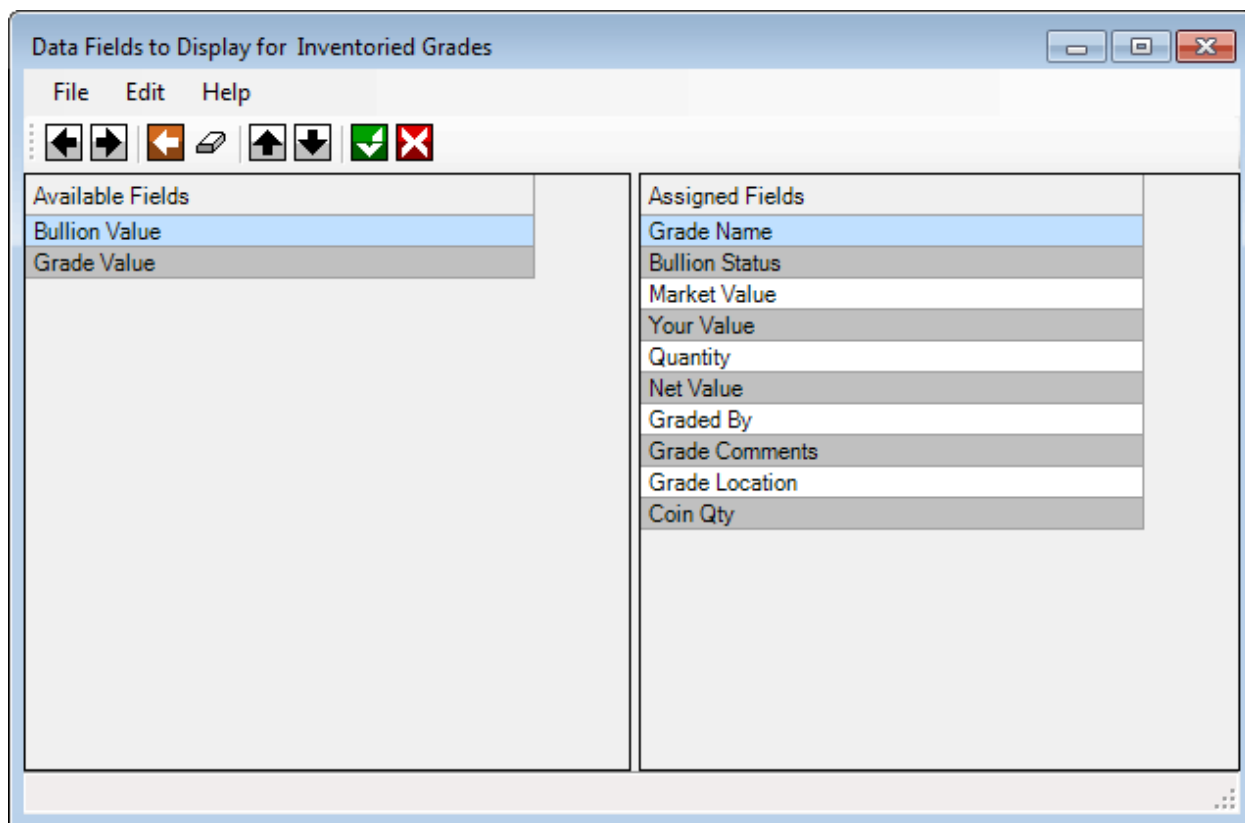 Data Fields to Display for Inventoried Grades
File Edit Help
Available Fields
Bullion Value
Grade Value
Assigned Fields
Grade Name
Bullion Status
Market Value
Your Value
Quantity
Net Value
Graded By
Grade Comments
Grade Location
Coin Qty